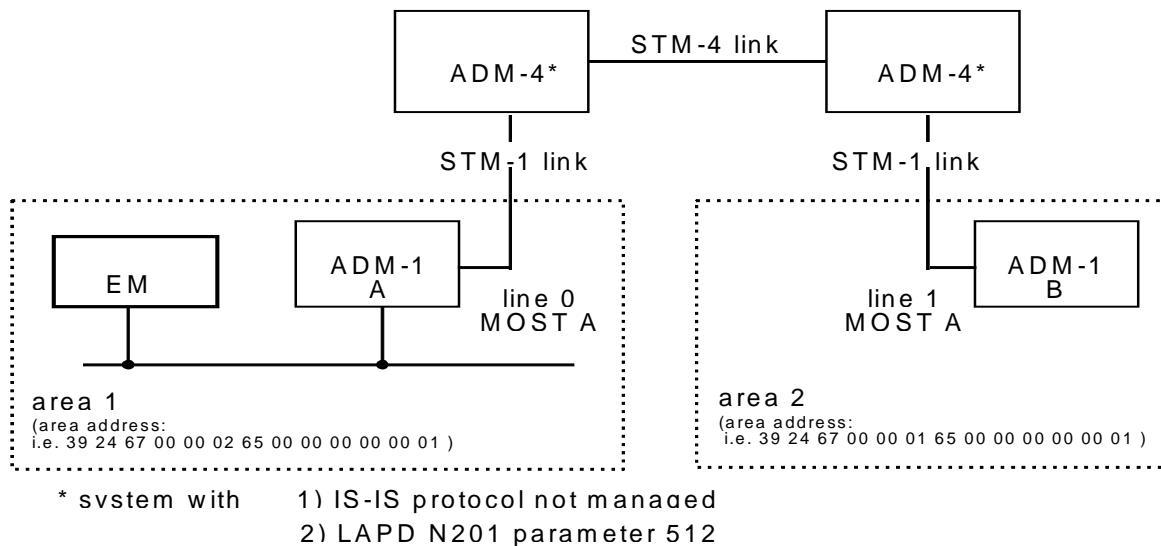 STM-4 link
ADM-4*
ADM-4*
STM-1 link
STM-1 link
EM
ADM-1
A
line 0
MOST A
line 1
MOST A
ADM-1
B
area 1
(area address:
i.e. 39 24 67 00 00 02 65 00 00 00 00 00 01 )
area 2
(area address:
i.e. 39 24 67 00 00 01 65 00 00 00 00 00 01 )
* system with 1) IS-IS protocol not managed
2) LAPD N201 parameter 512